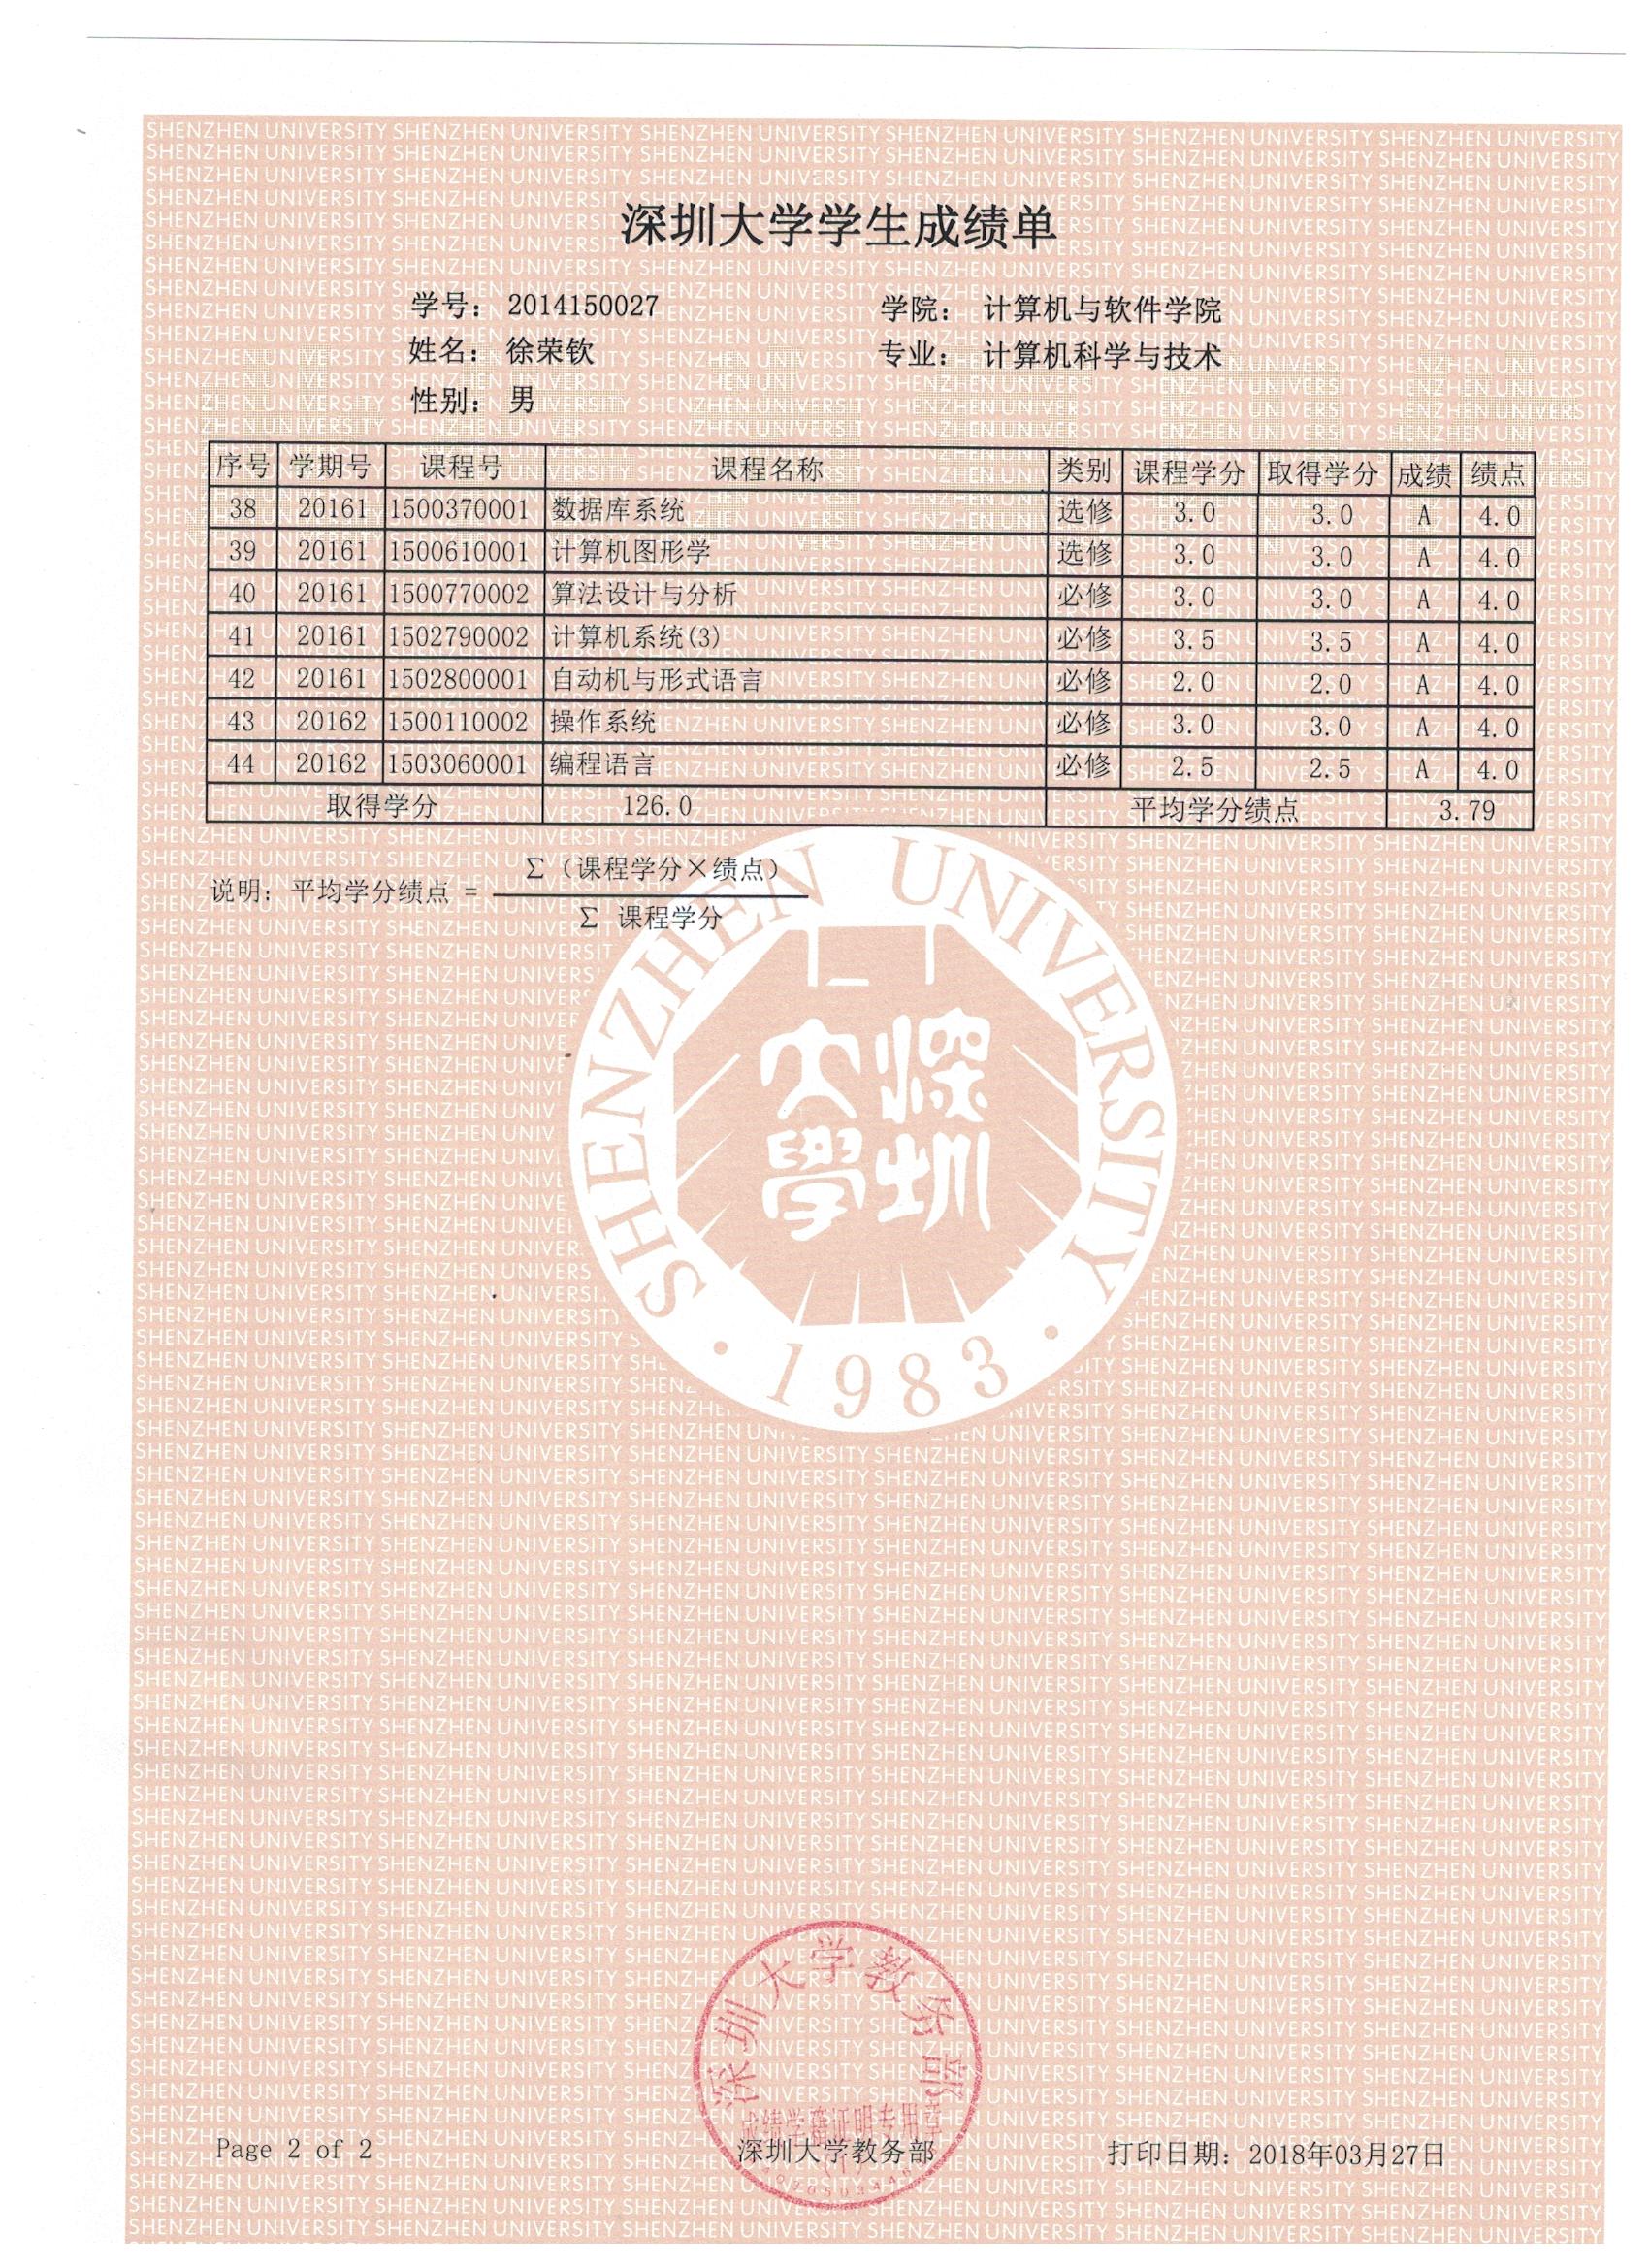 深圳大学学生成绩单
学号： 2014150027 学院： 计算机与软件学院
姓名： 徐荣钦 专业： 计算机科学与技术
性别： 男
序号 学期号 课程号 课程名称 类别 课程学分 取得学分 成绩 绩点
38 20161 1500370001 数据库系统 选修 3.0 3.0 A 4.0
39 20161 1500610001 计算机图形学 选修 3.0 3.0 A 4.0
40 20161 1500770002 算法设计与分析 必修 3.0 3.0 A 4.0
41 20161 1502790002 计算机系统(3) 必修 3.5 3.5 A 4.0
42 20161 1502800001 自动机与形式语言 必修 2.0 2.0 A 4.0
43 20162 1500110002 操作系统 必修 3.0 3.0 A 4.0
44 20162 1503060001 编程语言 必修 2.5 2.5 A 4.0
取得学分 126.0 平均学分绩点 3.79
∑（课程学分×绩点）
说明：平均学分绩点 =
∑ 课程学分
SHENZHEN UNIVERSITY
深圳大學
· 1983 ·
深圳大学教务部
成绩学籍证明专用章
Page 2 of 2 深圳大学教务部 打印日期：2018年03月27日